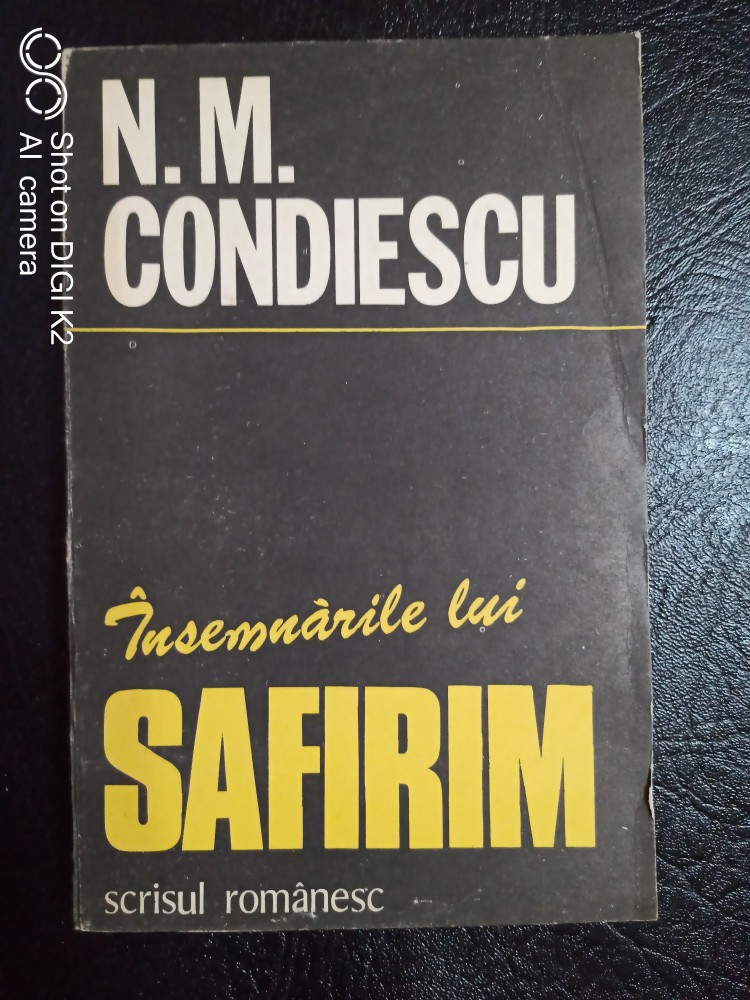 N. M.
CONDIESCU
Însemnările lui
SAFIRIM
scrisul românesc
Shot on DIGI K2
AI camera